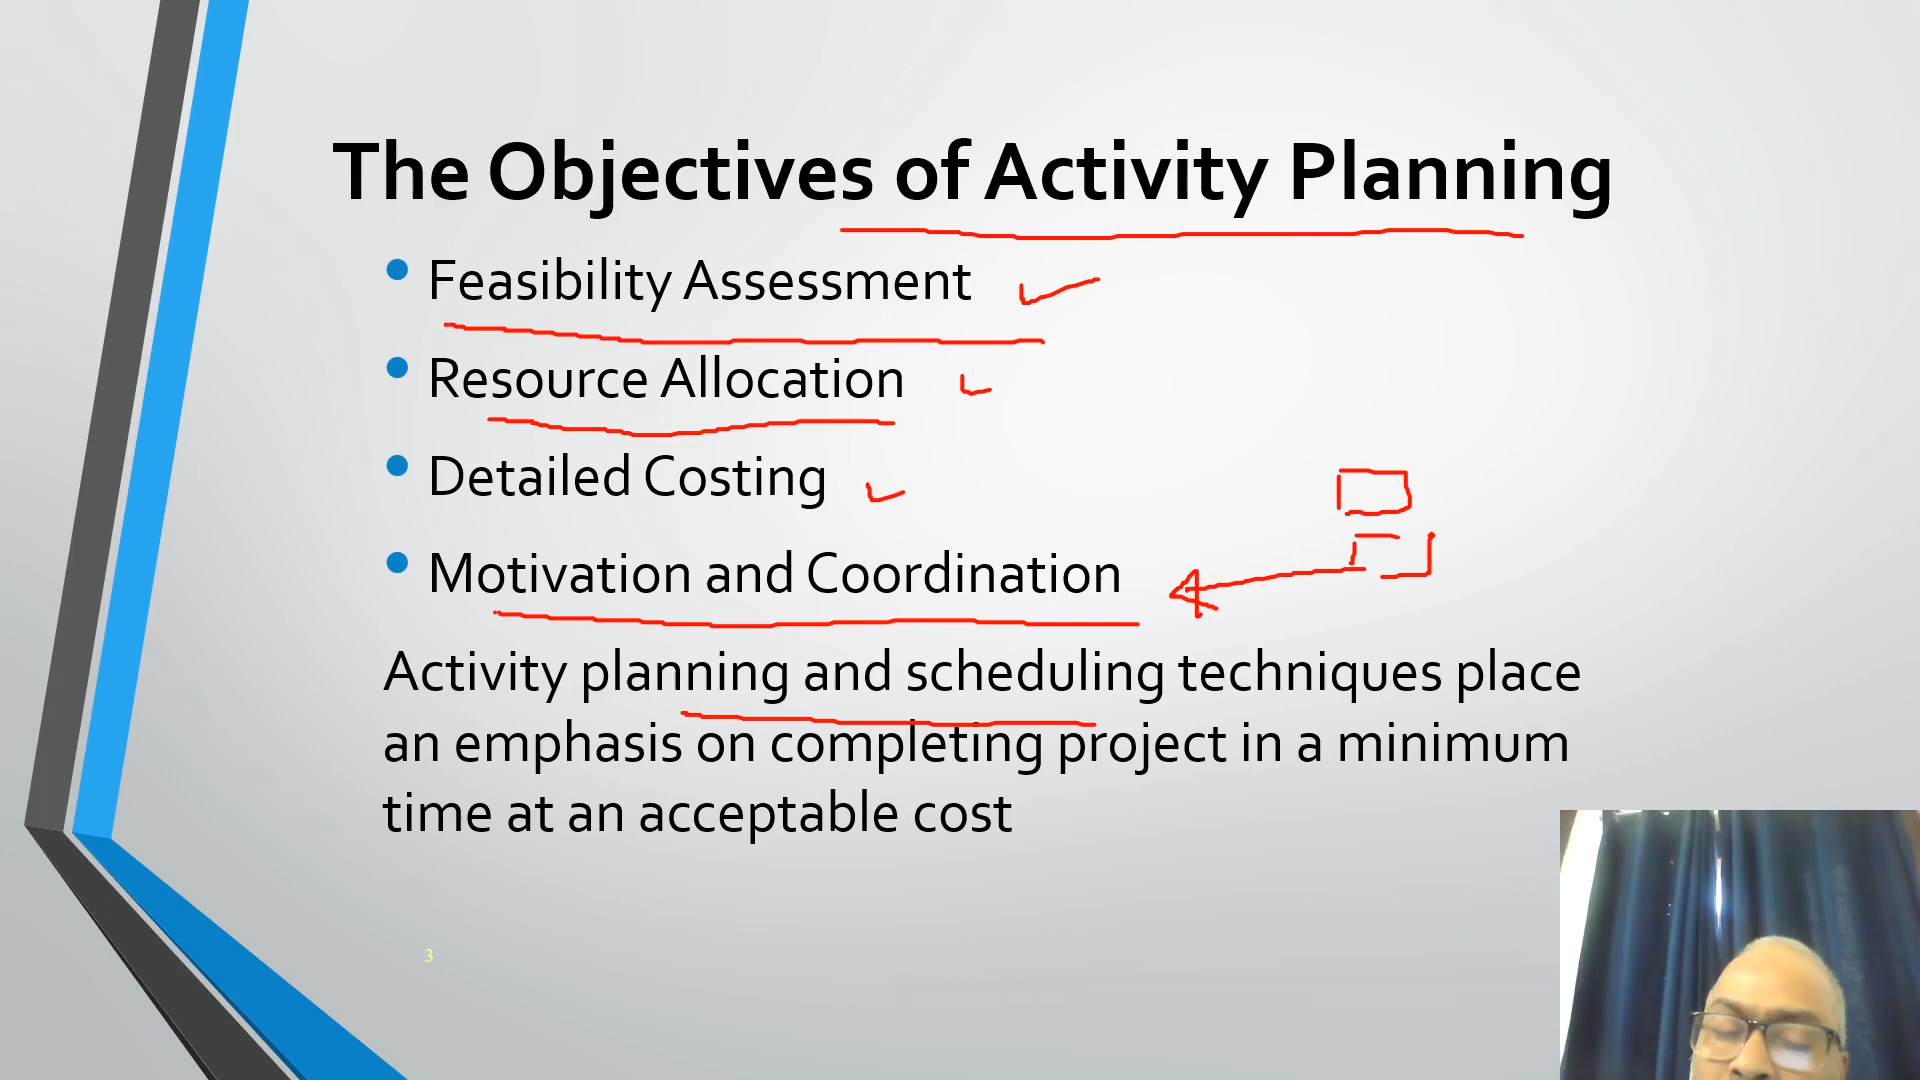 The Objectives of Activity Planning
Feasibility Assessment
Resource Allocation
Detailed Costing
Motivation and Coordination
Activity planning and scheduling techniques place
an emphasis on completing project in a minimum
time at an acceptable cost
3